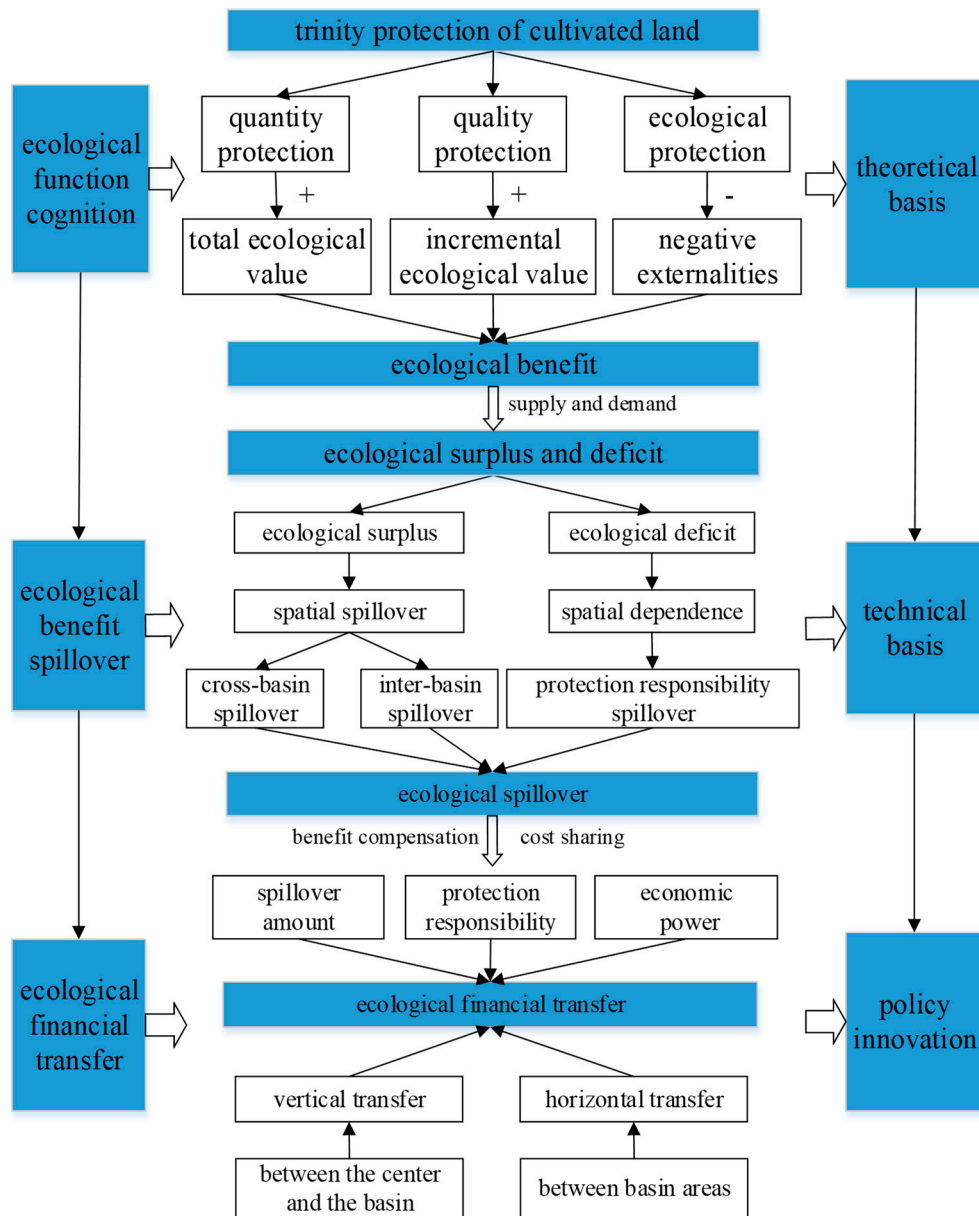 trinity protection of cultivated land
ecological
function
cognition
quantity
protection
quality
protection
ecological
protection
theoretical
basis
+
+
-
total ecological
value
incremental
ecological value
negative
externalities
ecological benefit
supply and demand
ecological surplus and deficit
ecological surplus
ecological deficit
ecological
benefit
spillover
spatial spillover
spatial dependence
technical
basis
cross-basin
spillover
inter-basin
spillover
protection responsibility
spillover
ecological spillover
benefit compensation
cost sharing
spillover
amount
protection
responsibility
economic
power
ecological
financial
transfer
ecological financial transfer
policy
innovation
vertical transfer
horizontal transfer
between the center
and the basin
between basin areas